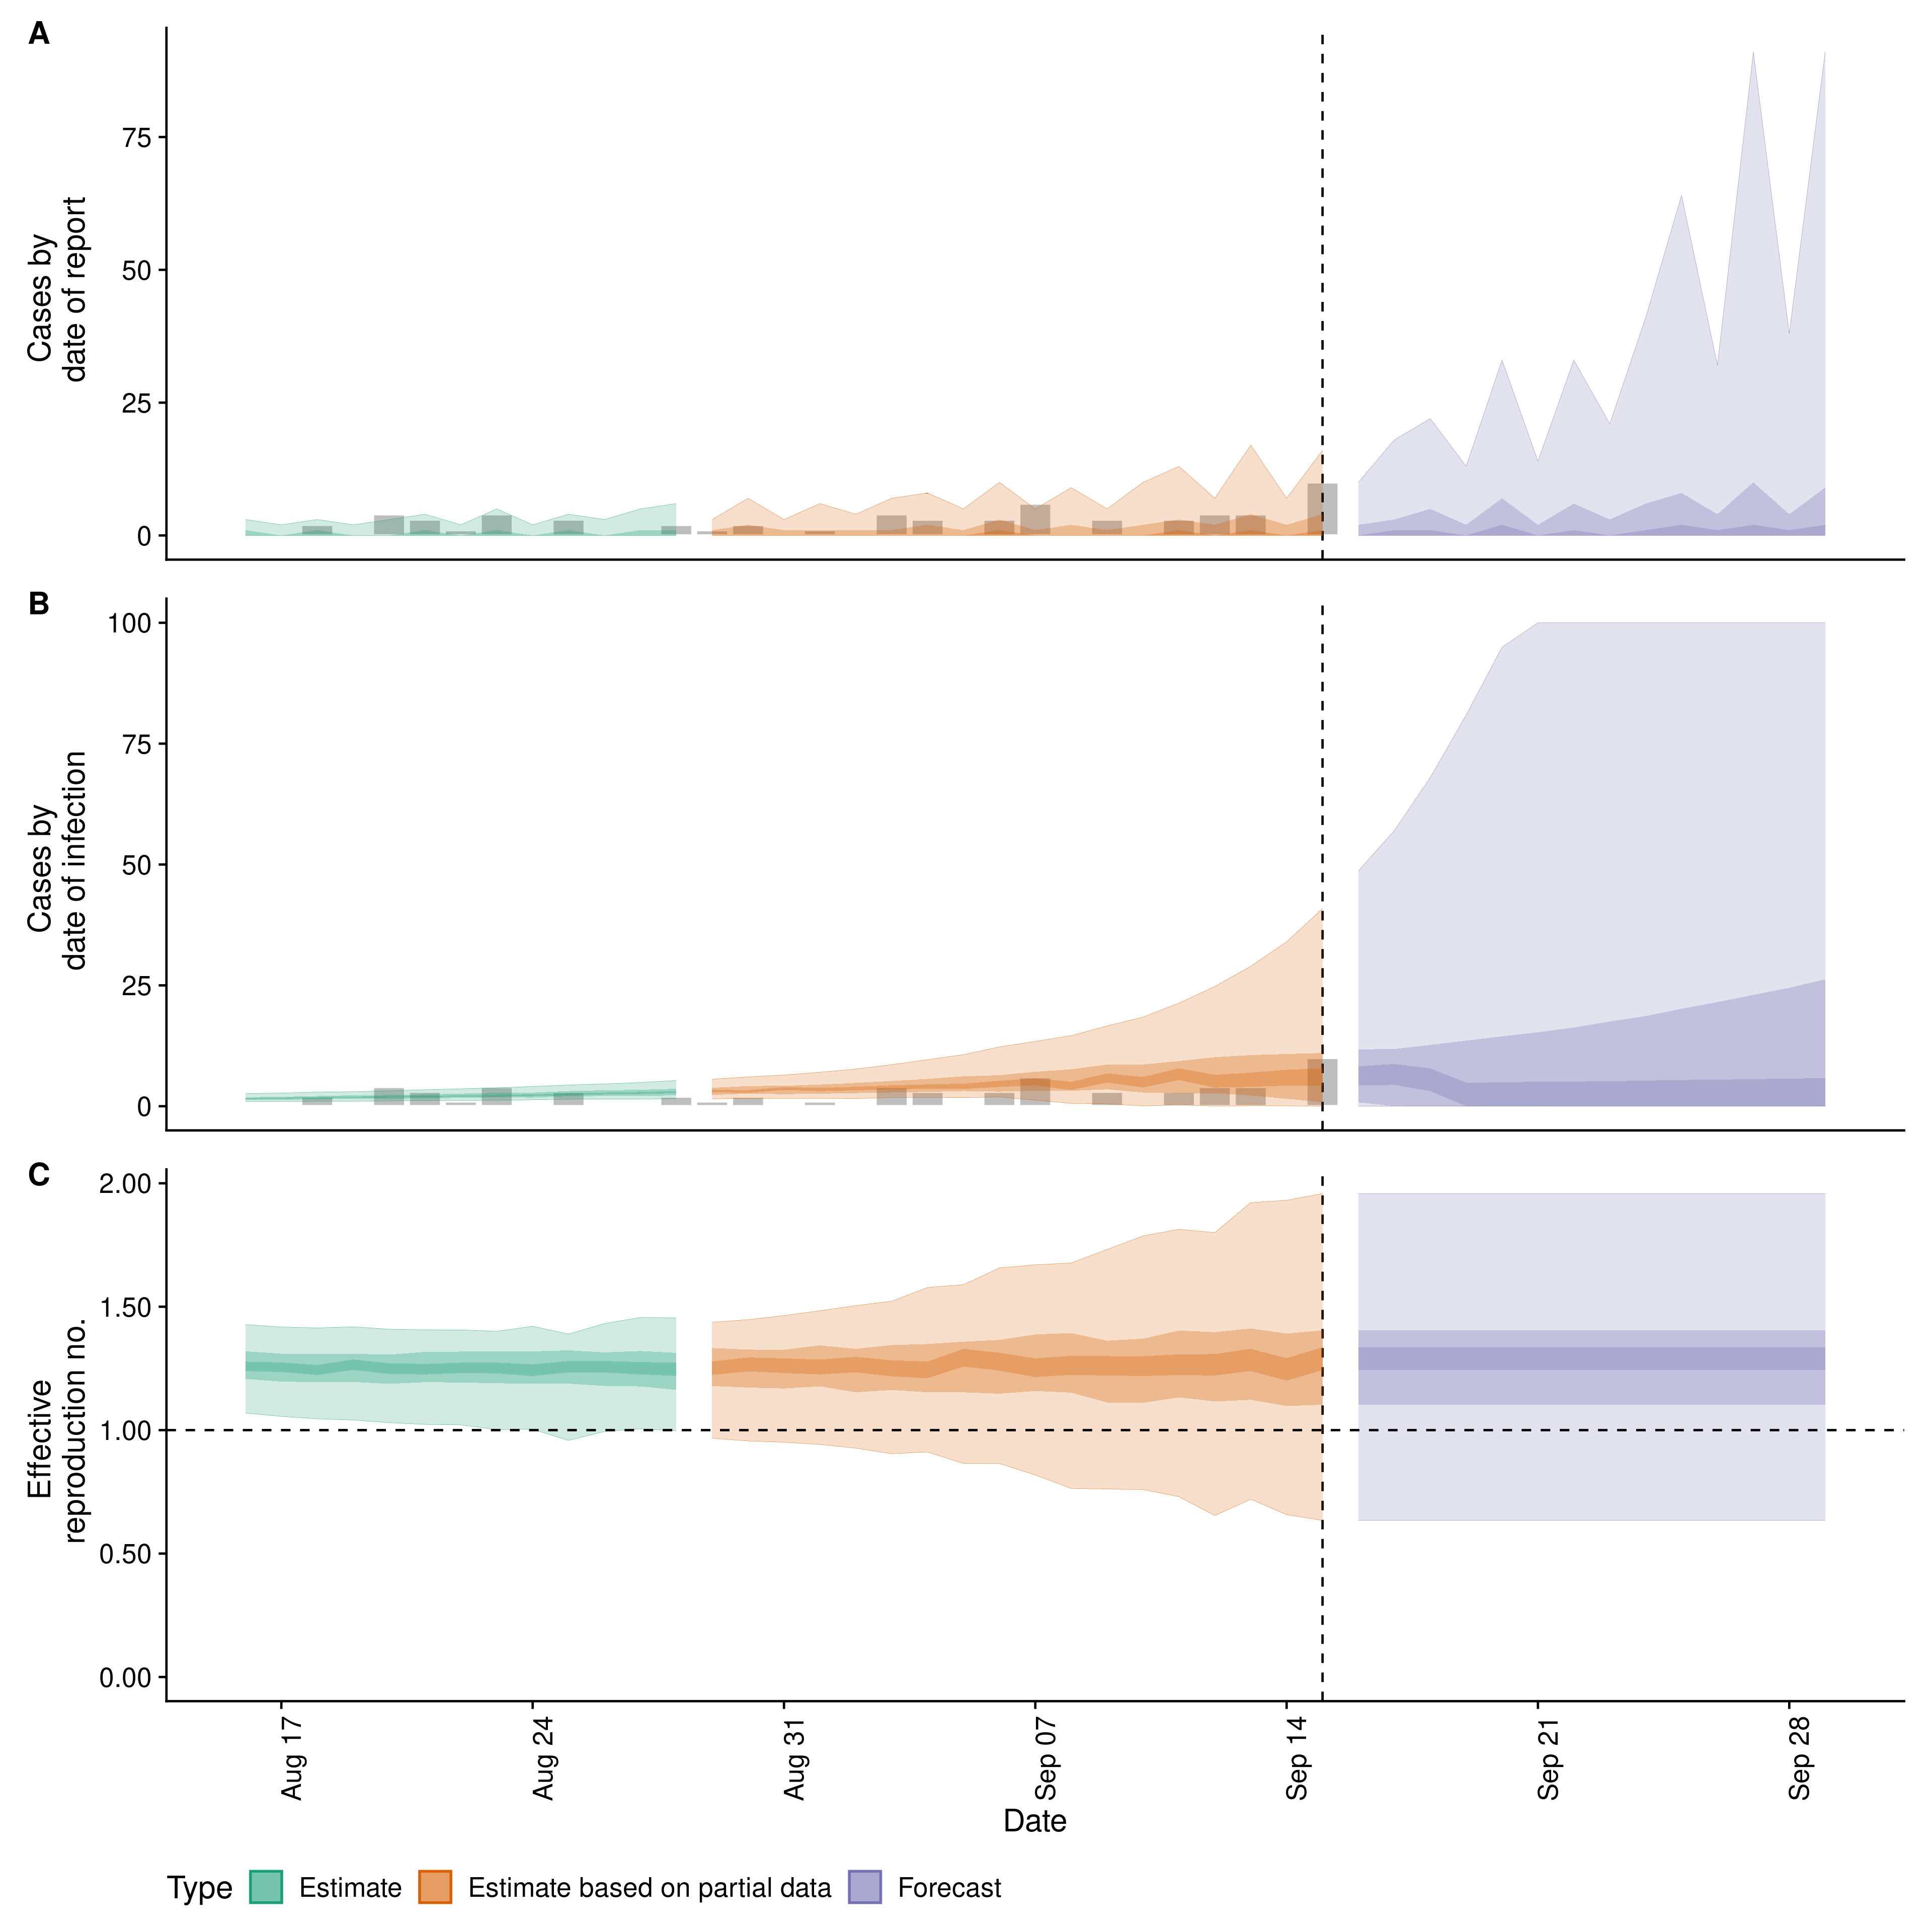 A
Cases by
date of report
75
50
25
0
B
Cases by
date of infection
100
75
50
25
0
C
Effective
reproduction no.
2.00
1.50
1.00
0.50
0.00
Aug 17
Aug 24
Aug 31
Sep 07
Sep 14
Sep 21
Sep 28
Date
Type Estimate Estimate based on partial data Forecast